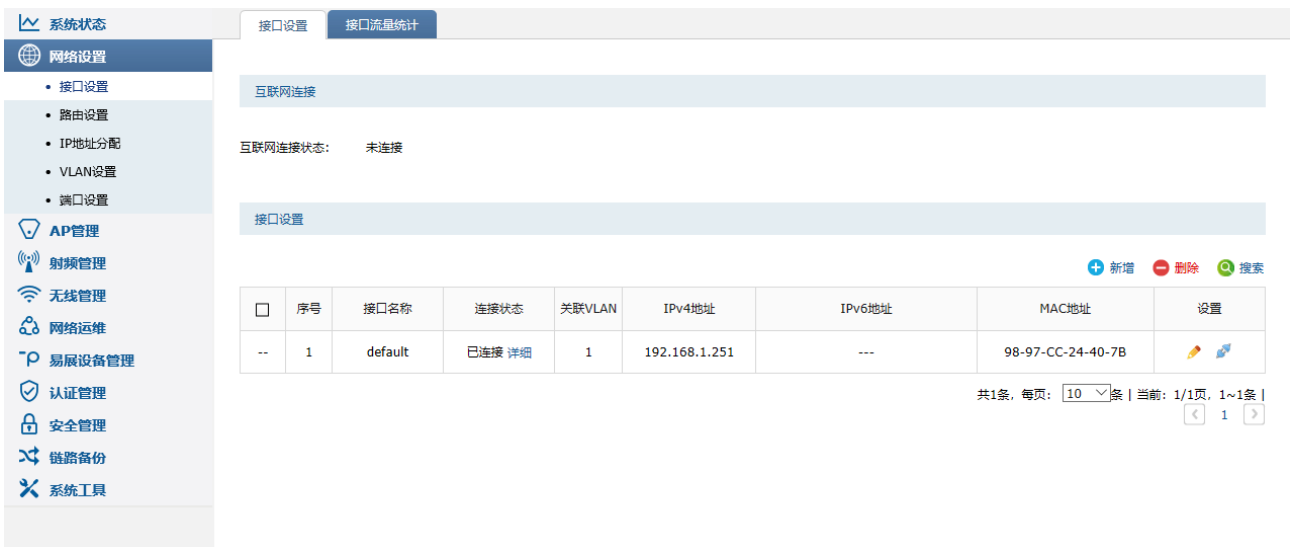 系统状态
网络设置
• 接口设置
• 路由设置
• IP地址分配
• VLAN设置
• 端口设置
AP管理
射频管理
无线管理
网络运维
易展设备管理
认证管理
安全管理
链路备份
系统工具
接口设置 接口流量统计
互联网连接
互联网连接状态: 未连接
接口设置
新增 删除 搜索
序号 接口名称 连接状态 关联VLAN IPv4地址 IPv6地址 MAC地址 设置
-- 1 default 已连接 详细 1 192.168.1.251 --- 98-97-CC-24-40-7B
共1条, 每页: 10 条 | 当前: 1/1页, 1~1条 |
< 1 >